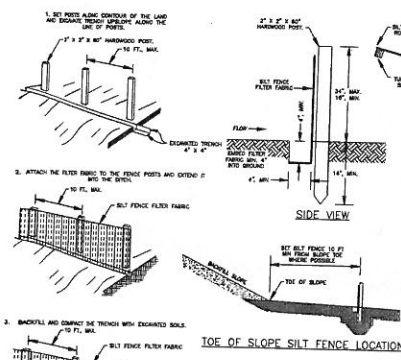 1. SET POSTS ALONG CONTOUR OF THE LAND
AND EXCAVATE TRENCH UPSLOPE ALONG THE
LINE OF POSTS.
2" X 2" X 60" HARDWOOD POST.
10 FT., MAX.
EXCAVATED TRENCH
4" X 4"
2. ATTACH THE FILTER FABRIC TO THE FENCE POSTS AND EXTEND IT
INTO THE DITCH.
10 FT., MAX.
SILT FENCE FILTER FABRIC
3. BACKFILL AND COMPACT THE TRENCH WITH EXCAVATED SOILS.
10 FT., MAX.
SILT FENCE FILTER FABRIC
2" X 2" X 60"
HARDWOOD POST.
SILT FENCE
FILTER FABRIC
34", MAX.
16", MIN.
FLOW
EMBED FILTER
FABRIC MIN. 4"
INTO GROUND
4", MIN.
4", MIN.
16", MIN.
SIDE VIEW
SET SILT FENCE 10 FT
MIN FROM SLOPE TOE
WHERE POSSIBLE
BACKFILL SLOPE
TOE OF SLOPE
TOE OF SLOPE SILT FENCE LOCATION